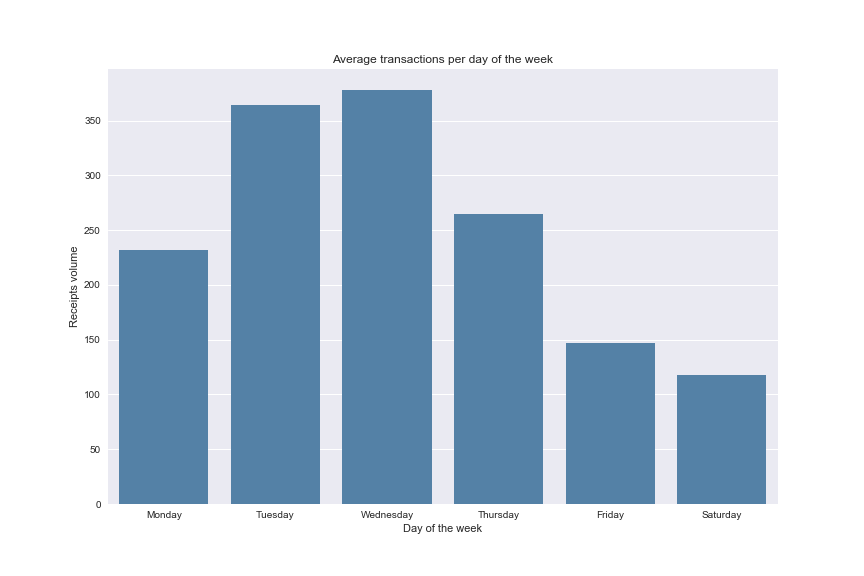 Average transactions per day of the week
Receipts volume
350
300
250
200
150
100
50
0
Monday Tuesday Wednesday Thursday Friday Saturday
Day of the week